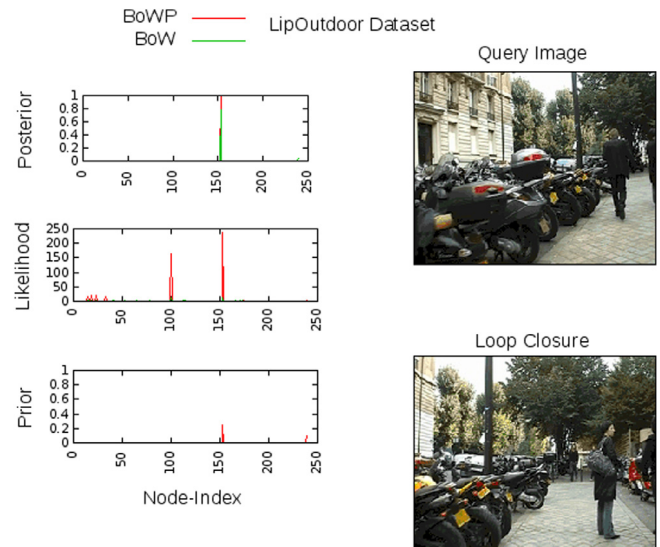 BoWP
BoW
LipOutdoor Dataset
Query Image
Posterior
1
0.8
0.6
0.4
0.2
0
0 50 100 150 200 250
Likelihood
250
200
150
100
50
0
0 50 100 150 200 250
Loop Closure
Prior
1
0.8
0.6
0.4
0.2
0
0 50 100 150 200 250
Node-Index